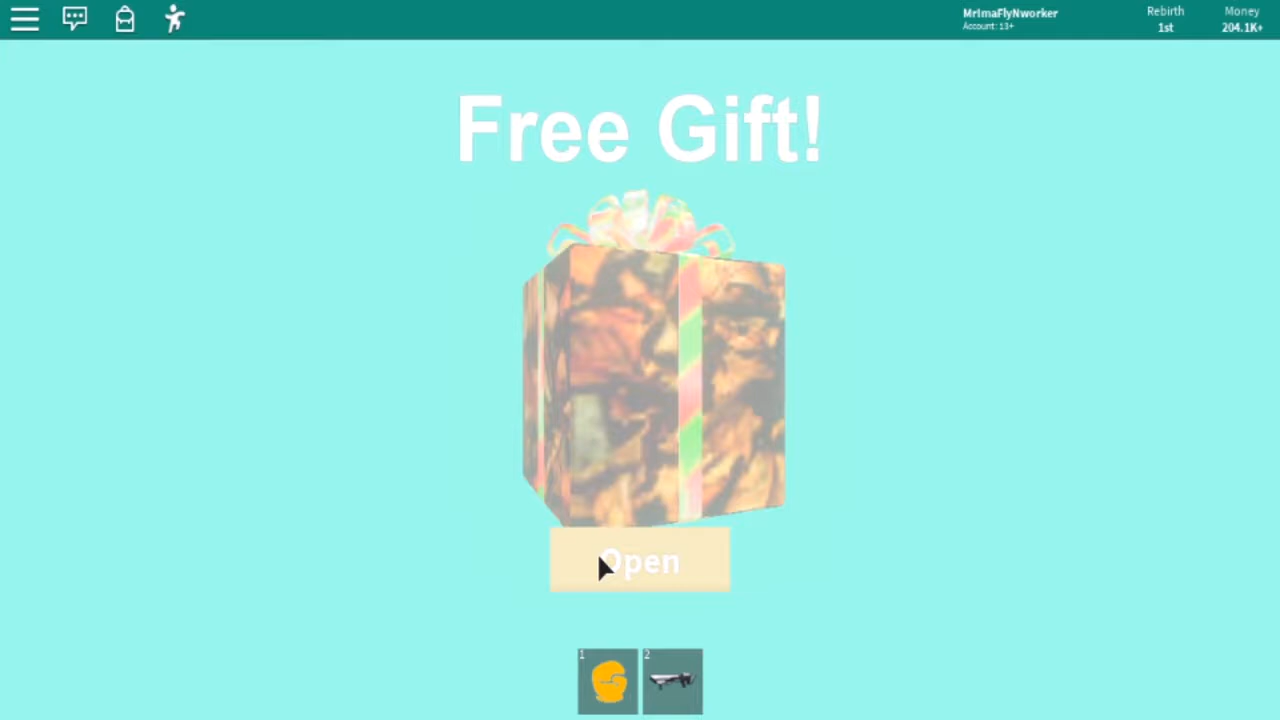 MrImaFlyNworker
Account: 13+
Rebirth
1st
Money
204.1K+
Free Gift!
Open
1
2